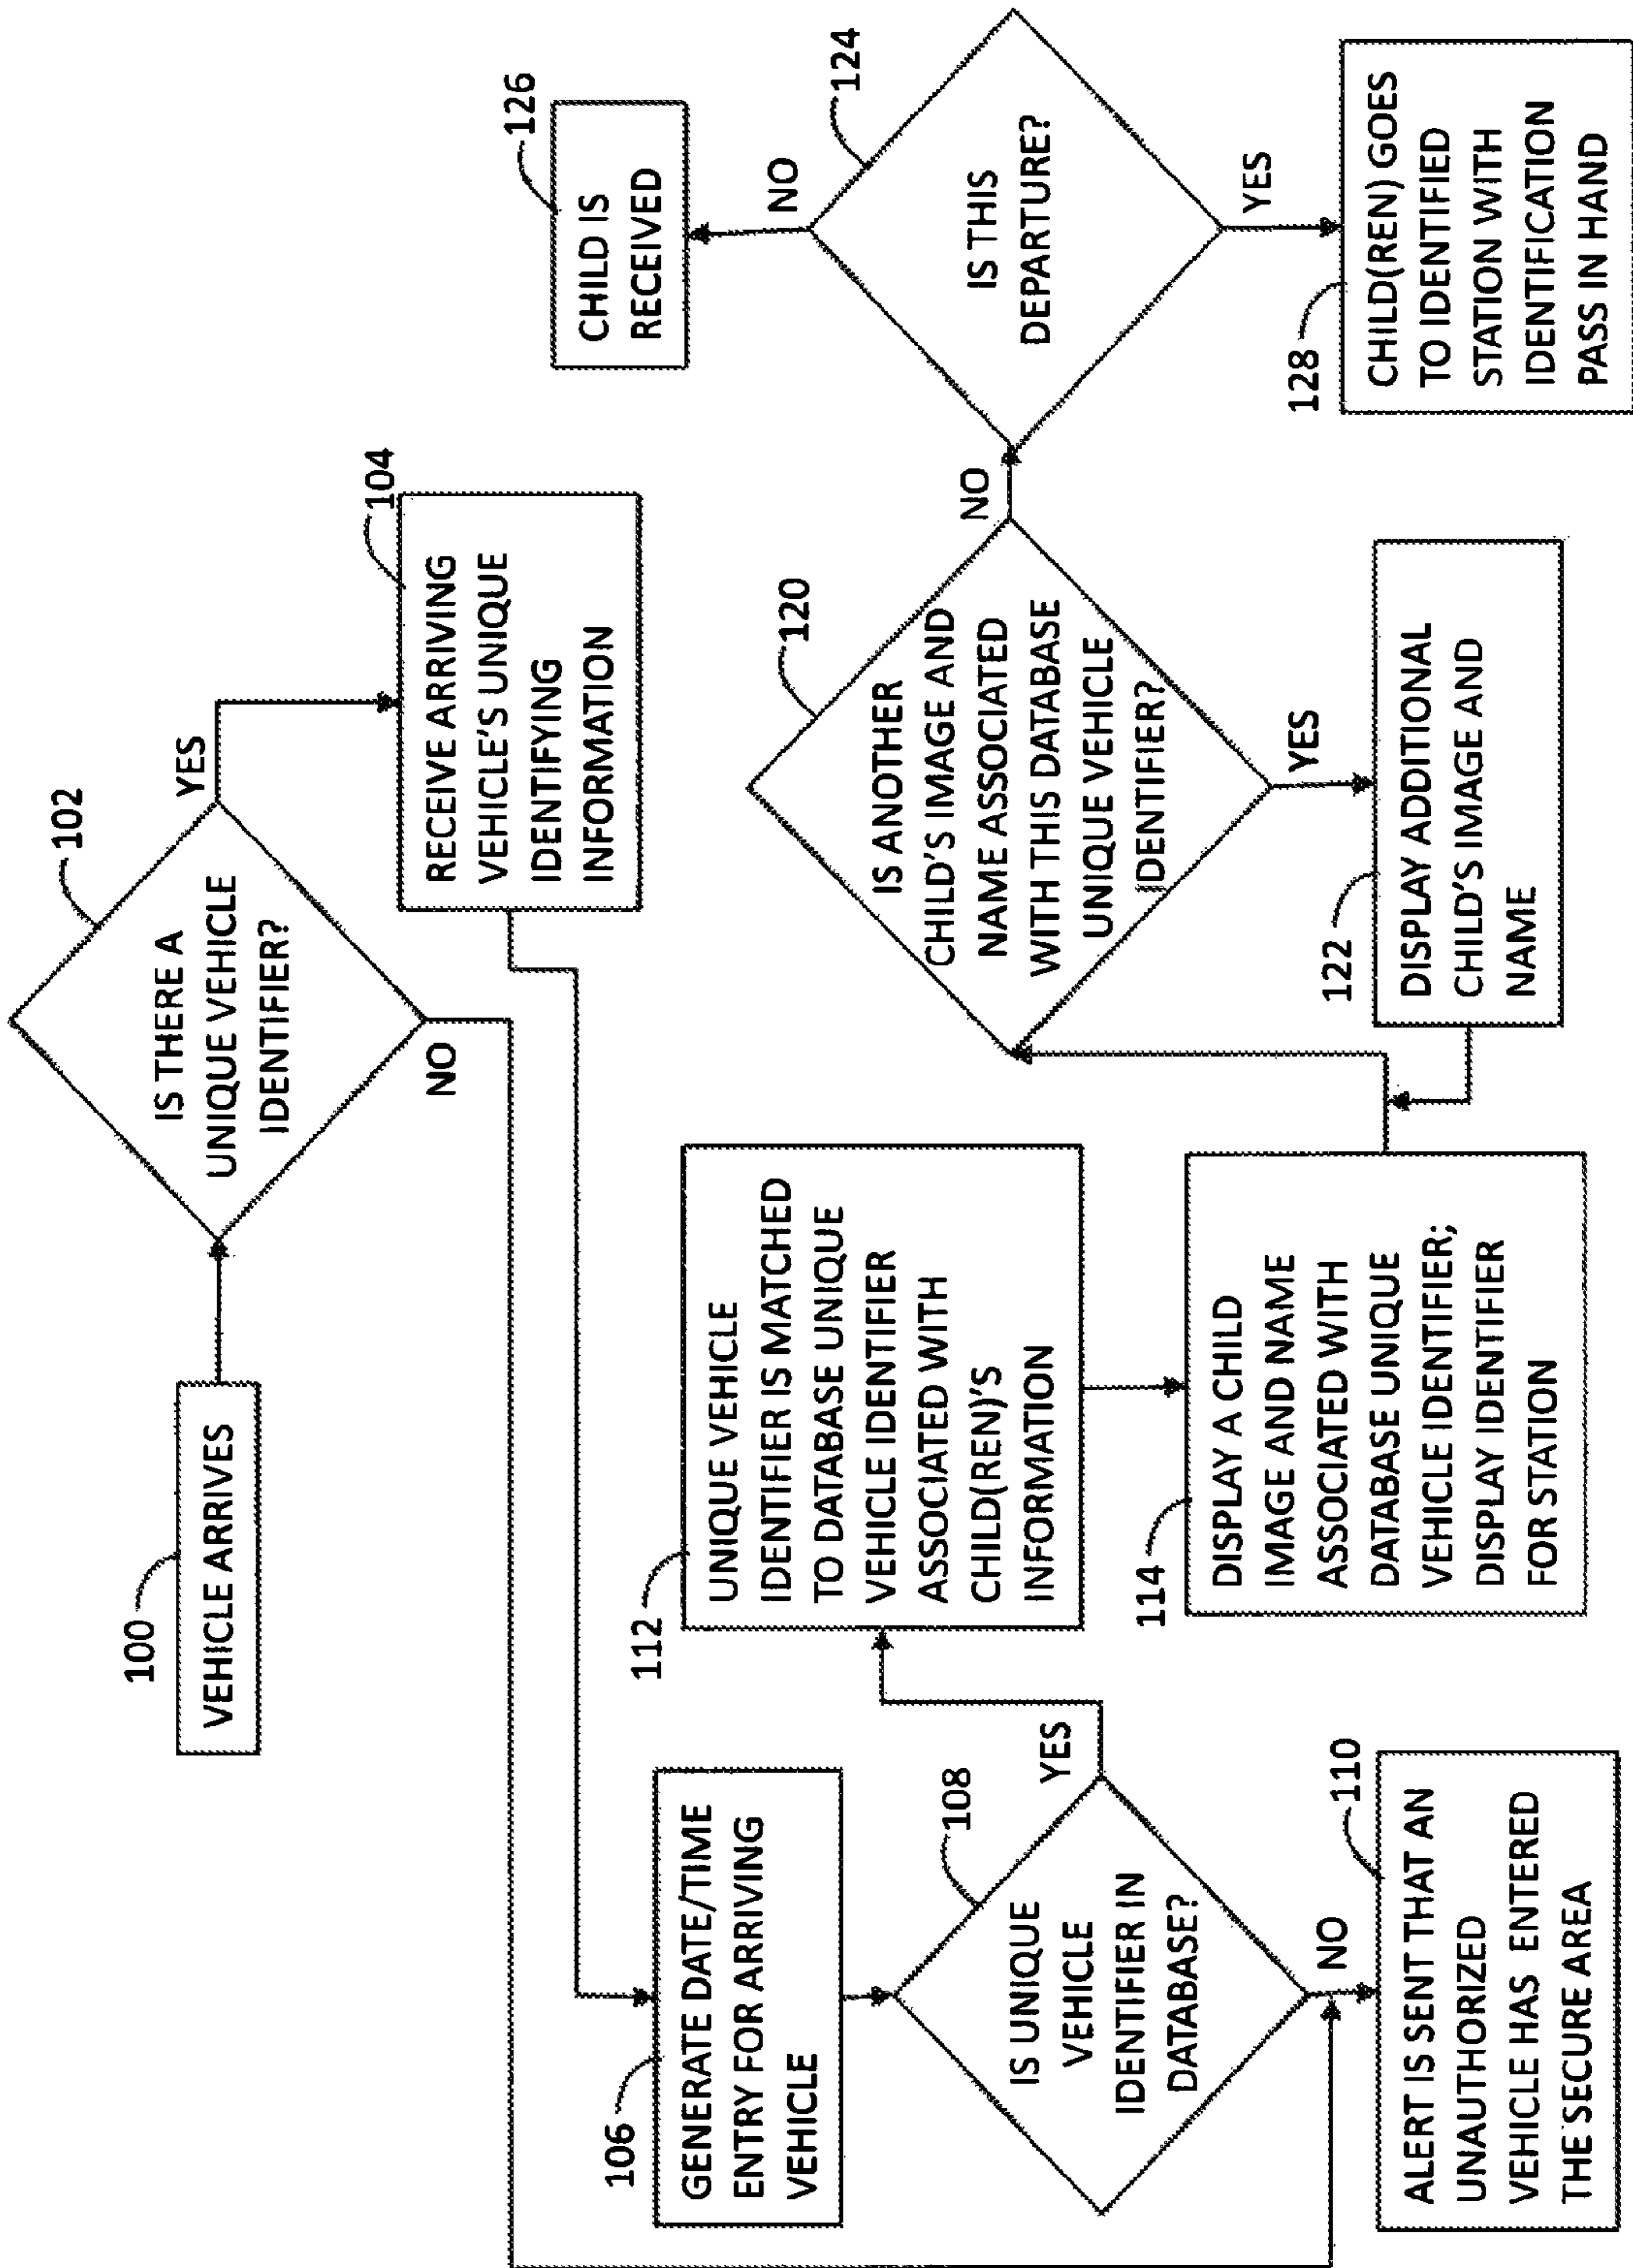 100
VEHICLE ARRIVES
102
IS THERE A
UNIQUE VEHICLE
IDENTIFIER?
YES
NO
104
RECEIVE ARRIVING
VEHICLE'S UNIQUE
IDENTIFYING
INFORMATION
106
GENERATE DATE/TIME
ENTRY FOR ARRIVING
VEHICLE
108
IS UNIQUE
VEHICLE
IDENTIFIER IN
DATABASE?
YES
NO
110
ALERT IS SENT THAT AN
UNAUTHORIZED
VEHICLE HAS ENTERED
THE SECURE AREA
112
UNIQUE VEHICLE
IDENTIFIER IS MATCHED
TO DATABASE UNIQUE
VEHICLE IDENTIFIER
ASSOCIATED WITH
CHILD(REN)'S
INFORMATION
114
DISPLAY A CHILD
IMAGE AND NAME
ASSOCIATED WITH
DATABASE UNIQUE
VEHICLE IDENTIFIER;
DISPLAY IDENTIFIER
FOR STATION
120
IS ANOTHER
CHILD'S IMAGE AND
NAME ASSOCIATED
WITH THIS DATABASE
UNIQUE VEHICLE
IDENTIFIER?
NO
YES
122
DISPLAY ADDITIONAL
CHILD'S IMAGE AND
NAME
124
IS THIS
DEPARTURE?
NO
YES
126
CHILD IS
RECEIVED
128
CHILD(REN) GOES
TO IDENTIFIED
STATION WITH
IDENTIFICATION
PASS IN HAND